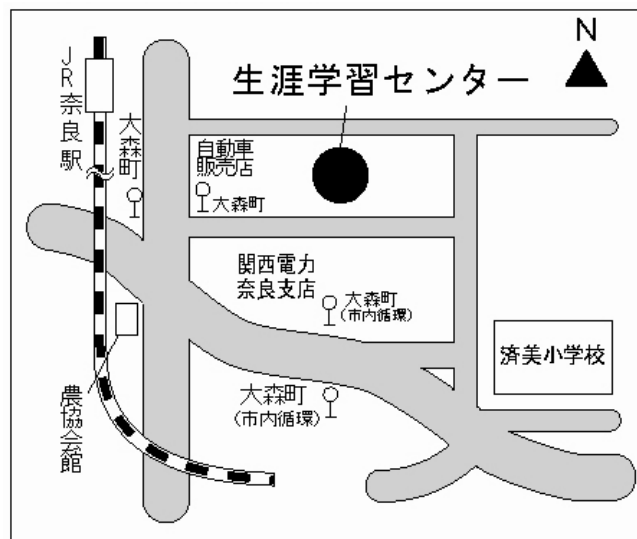 N
生涯学習センター
JR奈良駅
大森町
自動車
販売店
大森町
関西電力
奈良支店
大森町
(市内循環)
済美小学校
大森町
(市内循環)
農協会館